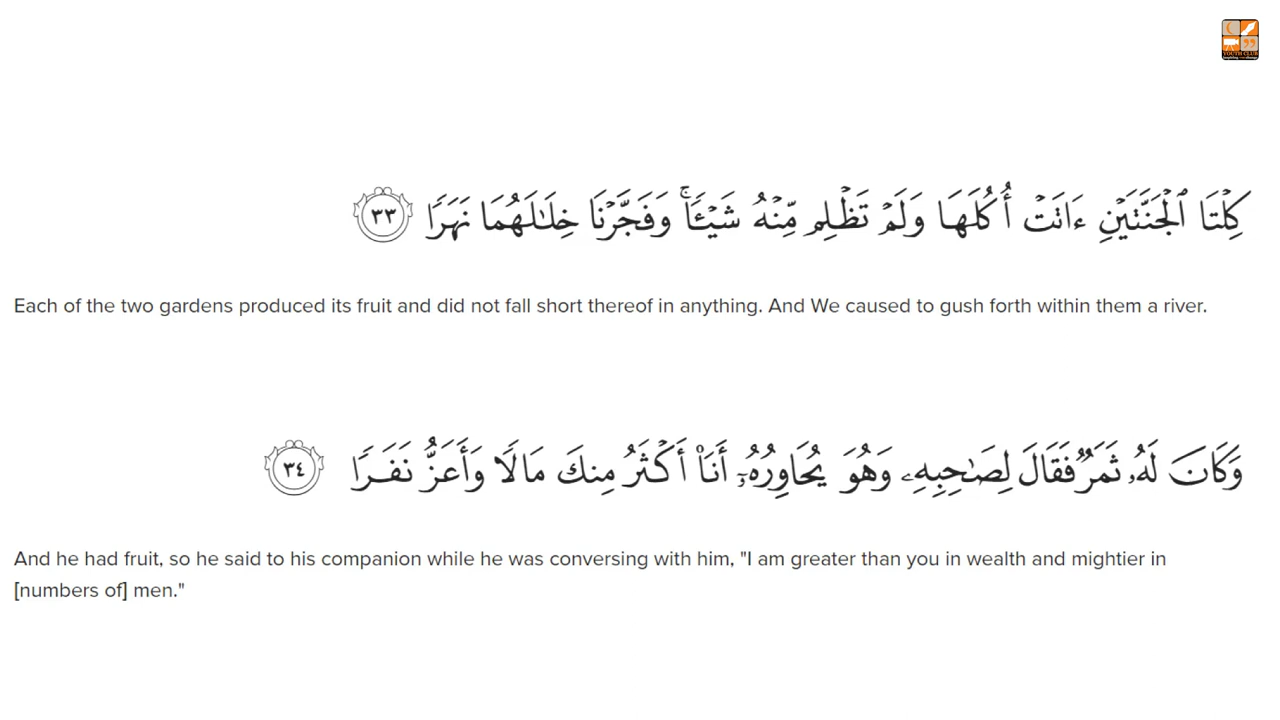 YOUTH CLUB
كِلۡتَا ٱلۡجَنَّتَيۡنِ ءَاتَتۡ أُكُلَهَا وَلَمۡ تَظۡلِم مِّنۡهُ شَيۡـٔٗاۚ وَفَجَّرۡنَا خِلَٰلَهُمَا نَهَرٗا ٣٣
Each of the two gardens produced its fruit and did not fall short thereof in anything. And We caused to gush forth within them a river.
وَكَانَ لَهُۥ ثَمَرٞ فَقَالَ لِصَٰحِبِهِۦ وَهُوَ يُحَاوِرُهُۥٓ أَنَا۠ أَكۡثَرُ مِنكَ مَالٗا وَأَعَزُّ نَفَرٗا ٣٤
And he had fruit, so he said to his companion while he was conversing with him, "I am greater than you in wealth and mightier in
[numbers of] men."